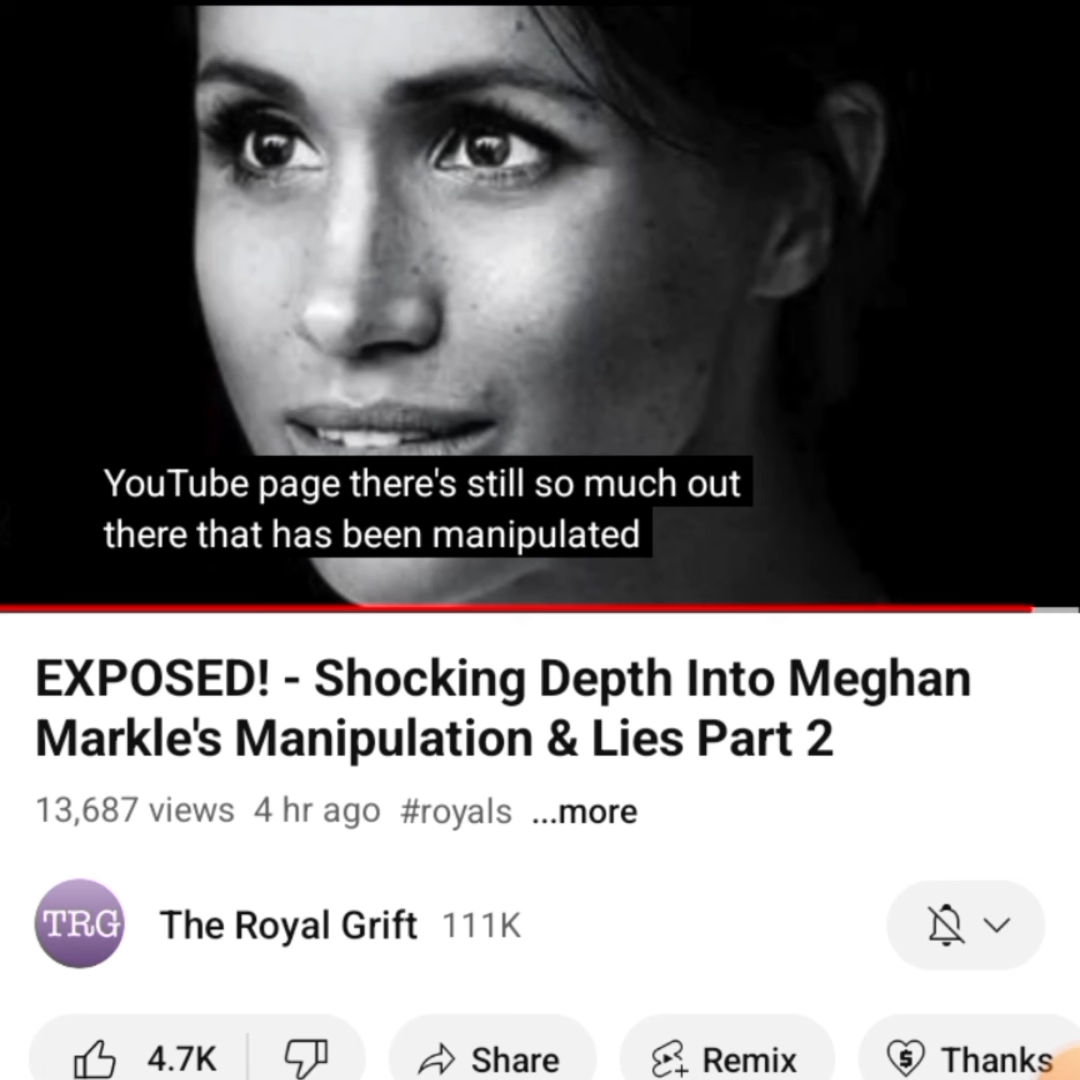 YouTube page there's still so much out
there that has been manipulated
EXPOSED! - Shocking Depth Into Meghan
Markle's Manipulation & Lies Part 2
13,687 views 4 hr ago #royals ...more
TRG The Royal Grift 111K
4.7K Share Remix Thanks